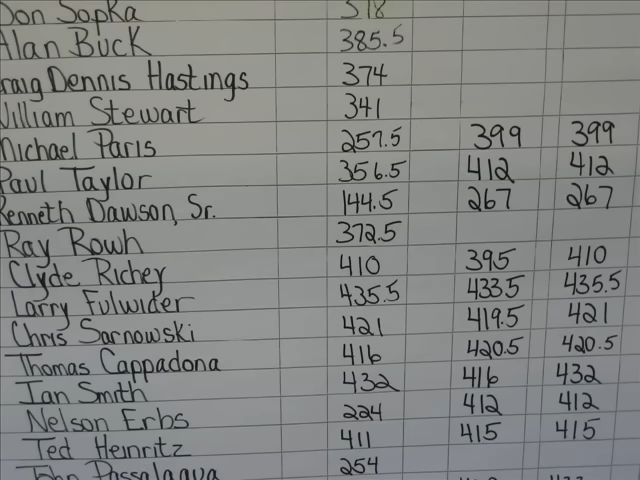 Don Sopka 318
Alan Buck 385.5
raig Dennis Hastings 374
William Stewart 341
Michael Paris 257.5 399 399
Paul Taylor 356.5 412 412
Kenneth Dawson, Sr. 144.5 267 267
Ray Rowh 372.5
Clyde Richey 410 395 410
Larry Fulwider 435.5 433.5 435.5
Chris Sarnowski 421 419.5 421
Thomas Cappadona 416 420.5 420.5
Ian Smith 432 416 432
Nelson Erbs 224 412 412
Ted Heinritz 411 415 415
John Passalaqua 254